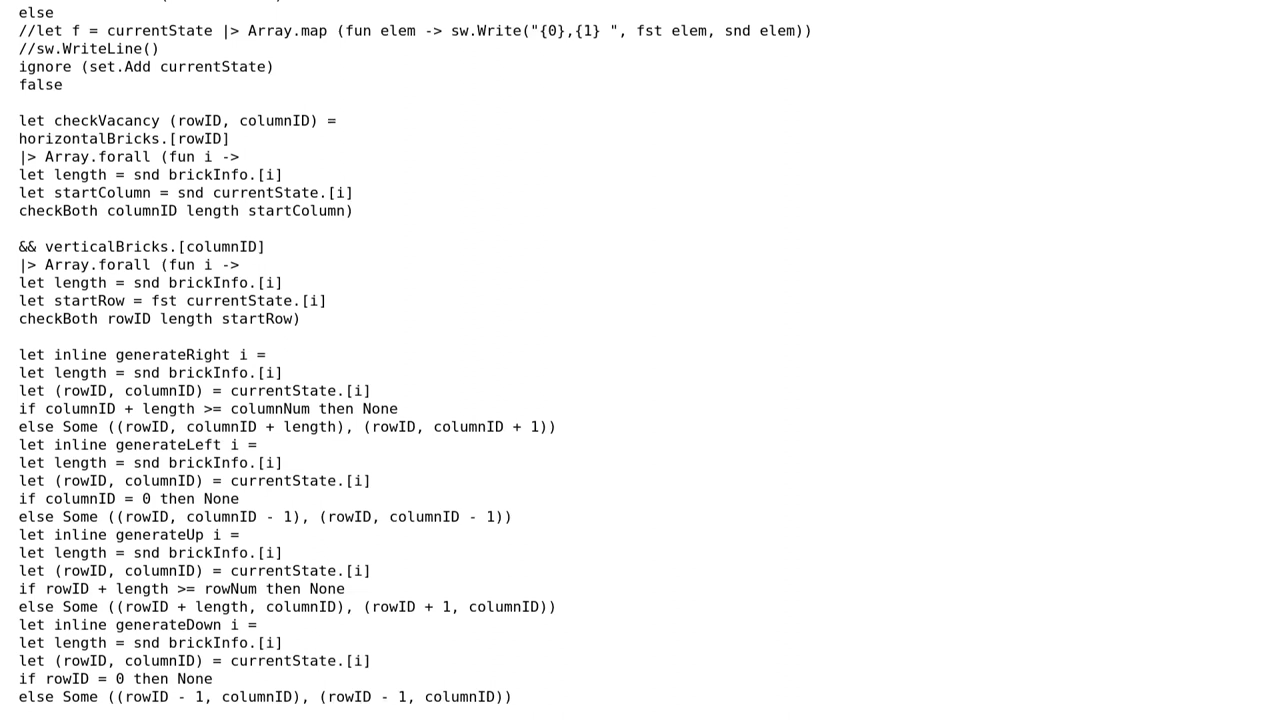 else
//let f = currentState |> Array.map (fun elem -> sw.Write("{0},{1} ", fst elem, snd elem))
//sw.WriteLine()
ignore (set.Add currentState)
false

let checkVacancy (rowID, columnID) =
horizontalBricks.[rowID]
|> Array.forall (fun i ->
let length = snd brickInfo.[i]
let startColumn = snd currentState.[i]
checkBoth columnID length startColumn)

&& verticalBricks.[columnID]
|> Array.forall (fun i ->
let length = snd brickInfo.[i]
let startRow = fst currentState.[i]
checkBoth rowID length startRow)

let inline generateRight i =
let length = snd brickInfo.[i]
let (rowID, columnID) = currentState.[i]
if columnID + length >= columnNum then None
else Some ((rowID, columnID + length), (rowID, columnID + 1))
let inline generateLeft i =
let length = snd brickInfo.[i]
let (rowID, columnID) = currentState.[i]
if columnID = 0 then None
else Some ((rowID, columnID - 1), (rowID, columnID - 1))
let inline generateUp i =
let length = snd brickInfo.[i]
let (rowID, columnID) = currentState.[i]
if rowID + length >= rowNum then None
else Some ((rowID + length, columnID), (rowID + 1, columnID))
let inline generateDown i =
let length = snd brickInfo.[i]
let (rowID, columnID) = currentState.[i]
if rowID = 0 then None
else Some ((rowID - 1, columnID), (rowID - 1, columnID))